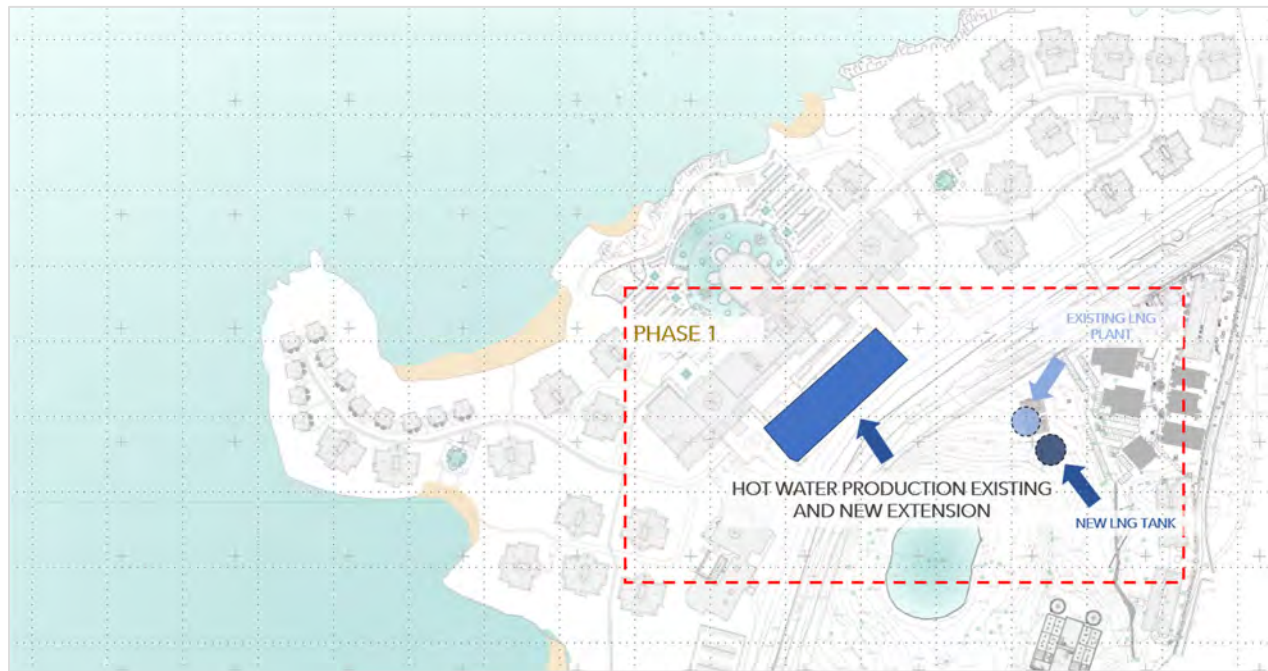 PHASE 1
EXISTING LNG
PLANT
HOT WATER PRODUCTION EXISTING
AND NEW EXTENSION
NEW LNG TANK